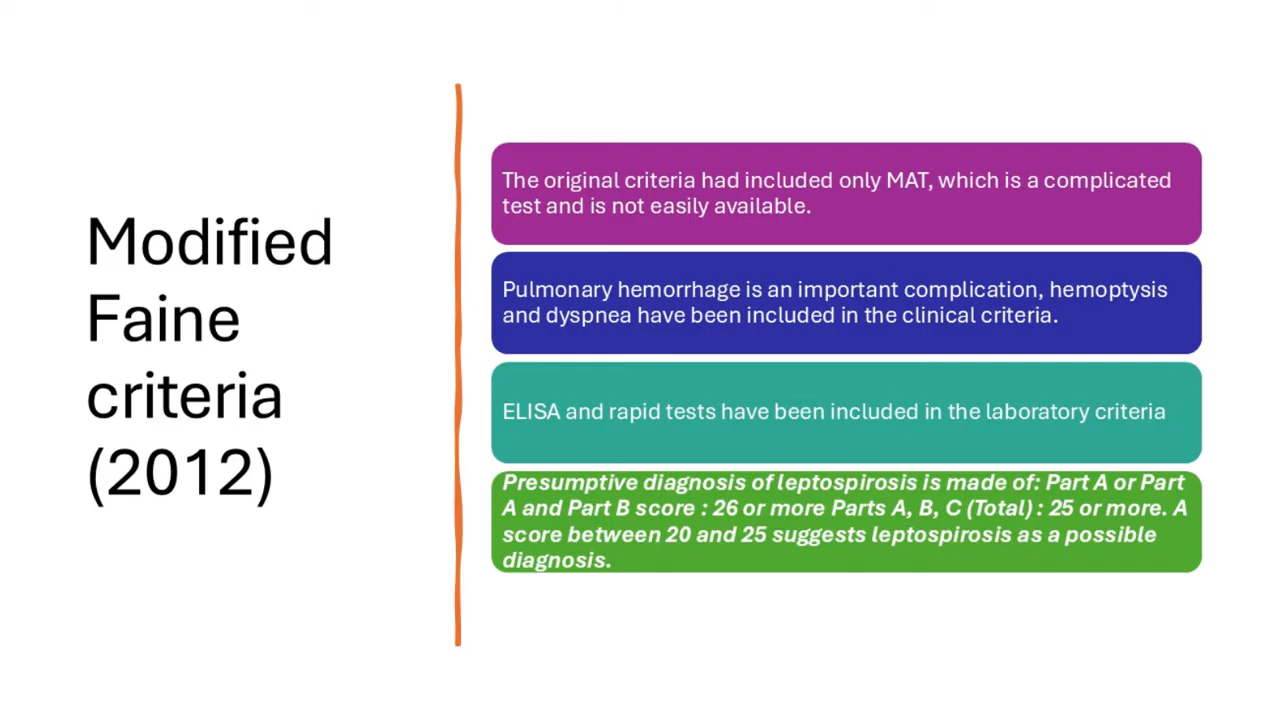 Modified
Faine
criteria
(2012)
The original criteria had included only MAT, which is a complicated
test and is not easily available.
Pulmonary hemorrhage is an important complication, hemoptysis
and dyspnea have been included in the clinical criteria.
ELISA and rapid tests have been included in the laboratory criteria
Presumptive diagnosis of leptospirosis is made of: Part A or Part
A and Part B score : 26 or more Parts A, B, C (Total) : 25 or more. A
score between 20 and 25 suggests leptospirosis as a possible
diagnosis.